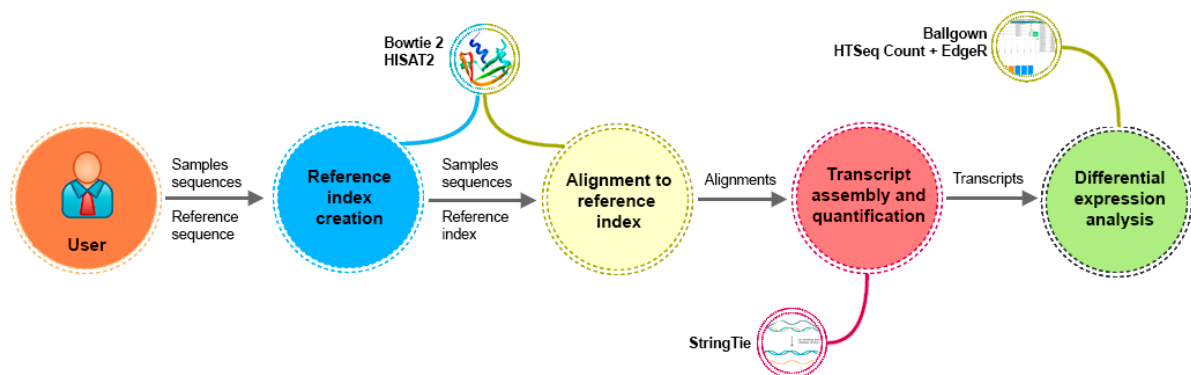 Bowtie 2
HISAT2
Ballgown
HTSeq Count + EdgeR
User
Samples
sequences
Reference
sequence
Reference
index
creation
Samples
sequences
Reference
index
Alignment to
reference
index
Alignments
Transcript
assembly and
quantification
Transcripts
Differential
expression
analysis
StringTie